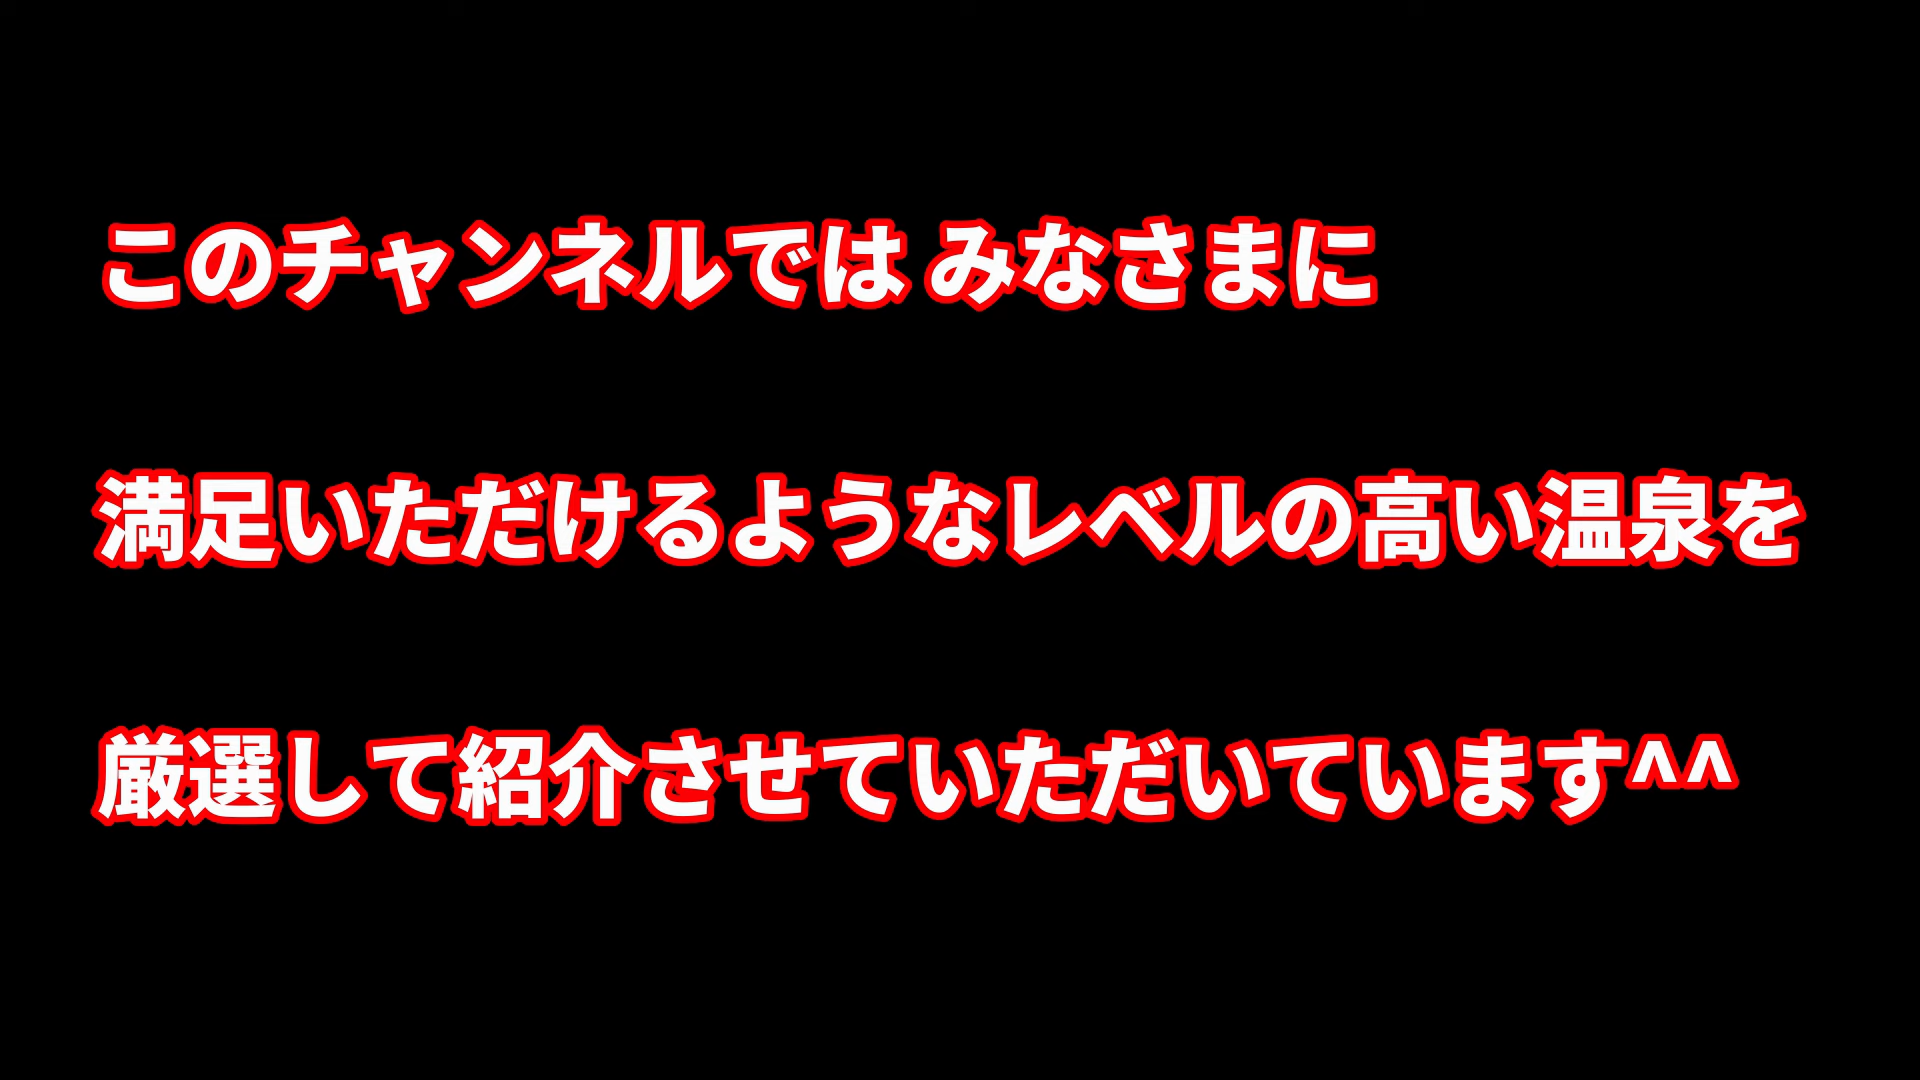 このチャンネルでは みなさまに
満足いただけるようなレベルの高い温泉を
厳選して紹介させていただいています^^